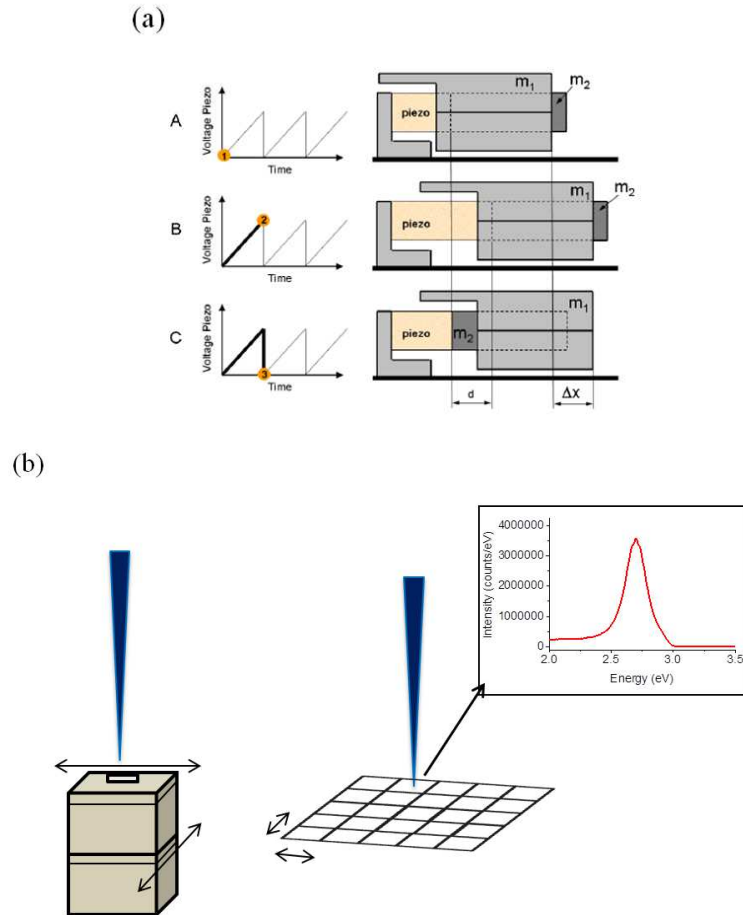 (a)
A
Voltage Piezo
1
Time
piezo
m1
m2
B
Voltage Piezo
2
Time
piezo
m1
m2
C
Voltage Piezo
3
Time
piezo
m2
m1
d
Δx
(b)
Intensity (counts/eV)
4000000
3000000
2000000
1000000
0
2.0 2.5 3.0 3.5
Energy (eV)